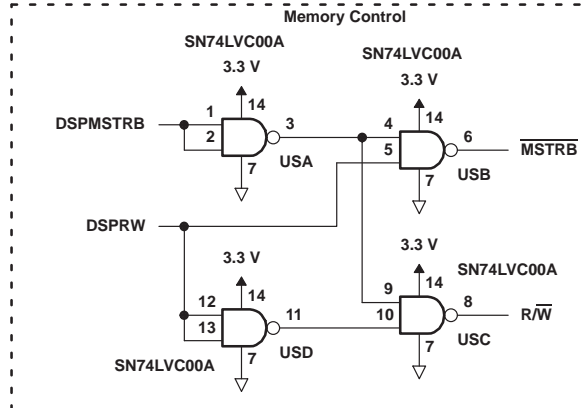 Memory Control
SN74LVC00A
SN74LVC00A
3.3 V
3.3 V
14
14
DSPMSTRB
1
2
3
4
5
6
M̅S̅T̅R̅B̅
7
USA
7
USB
DSPRW
3.3 V
3.3 V
SN74LVC00A
14
14
12
13
11
9
10
8
R/W̅
7
USD
7
USC
SN74LVC00A